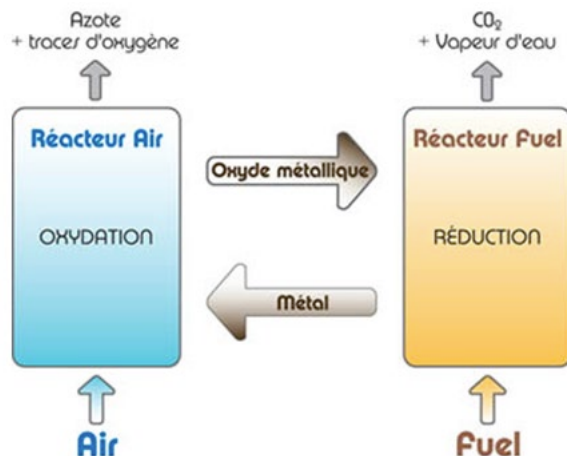 Azote
+ traces d'oxygène
CO₂
+ Vapeur d'eau
Réacteur Air
Réacteur Fuel
Oxyde métallique
OXYDATION
RÉDUCTION
Métal
Air
Fuel